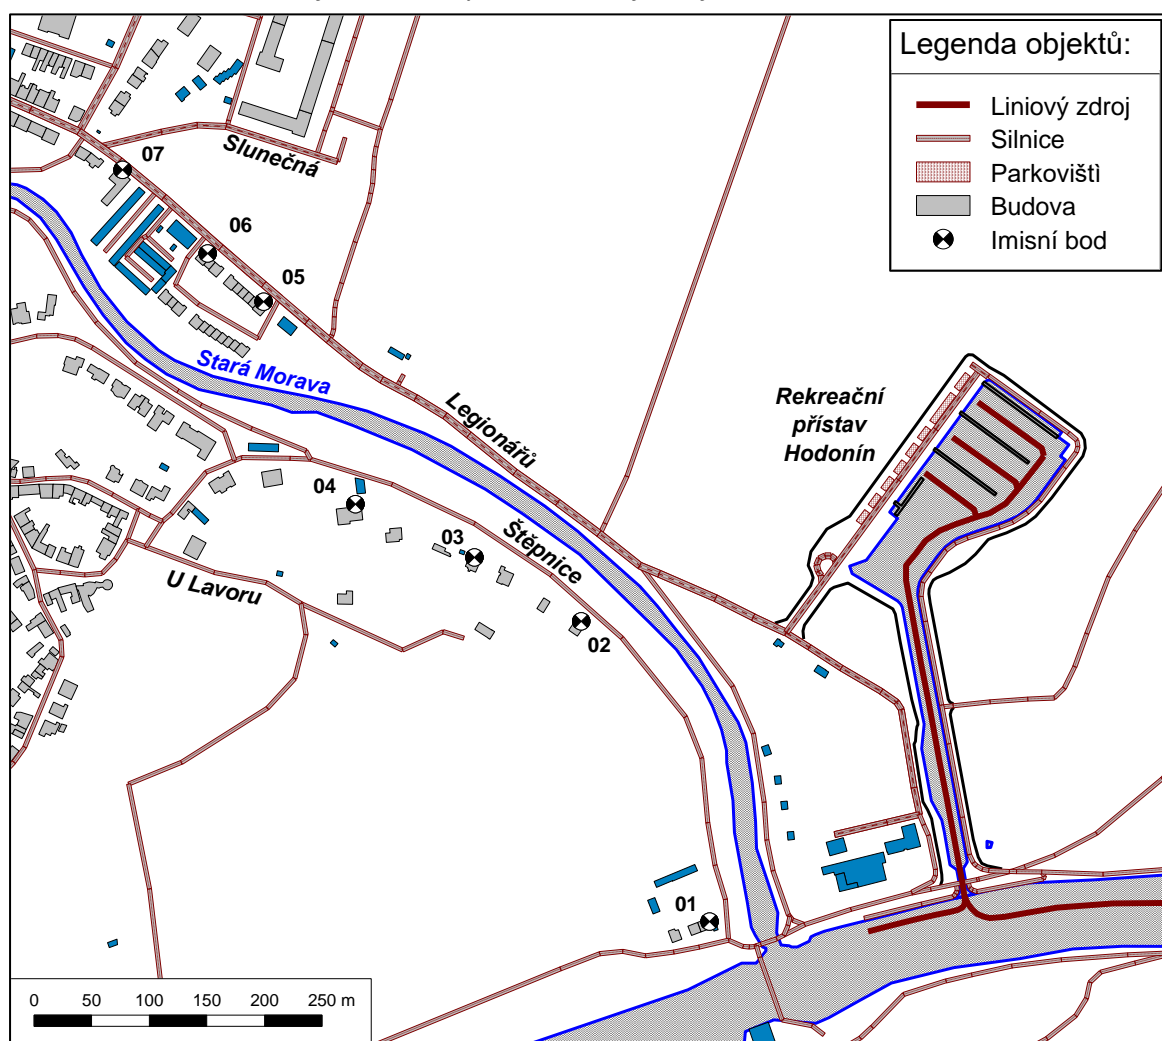 Legenda objektů:
Liniový zdroj
Silnice
Parkovištì
Budova
Imisní bod
Slunečná
07
06
05
Stará Morava
Legionářů
Rekreační
přístav
Hodonín
04
03
Štěpnice
U Lavoru
02
01
0 50 100 150 200 250 m